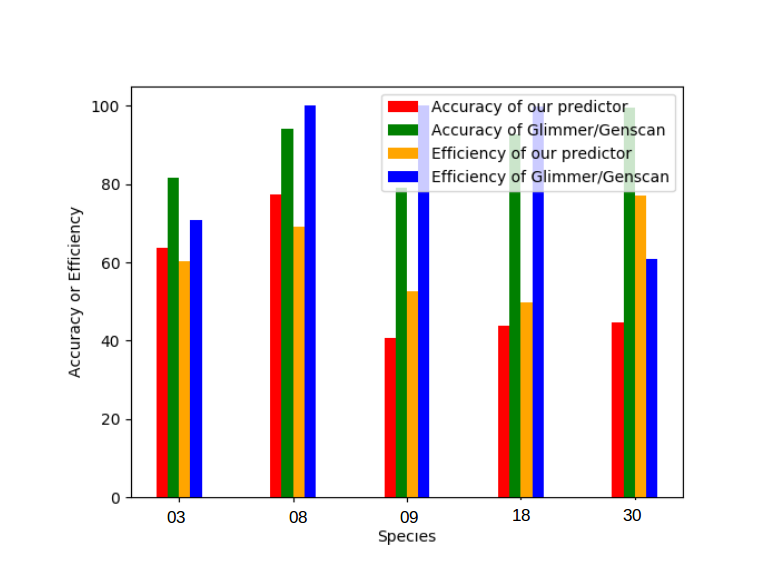 Accuracy of our predictor
Accuracy of Glimmer/Genscan
Efficiency of our predictor
Efficiency of Glimmer/Genscan
100
80
60
40
20
0
Accuracy or Efficiency
03 08 09 18 30
Species